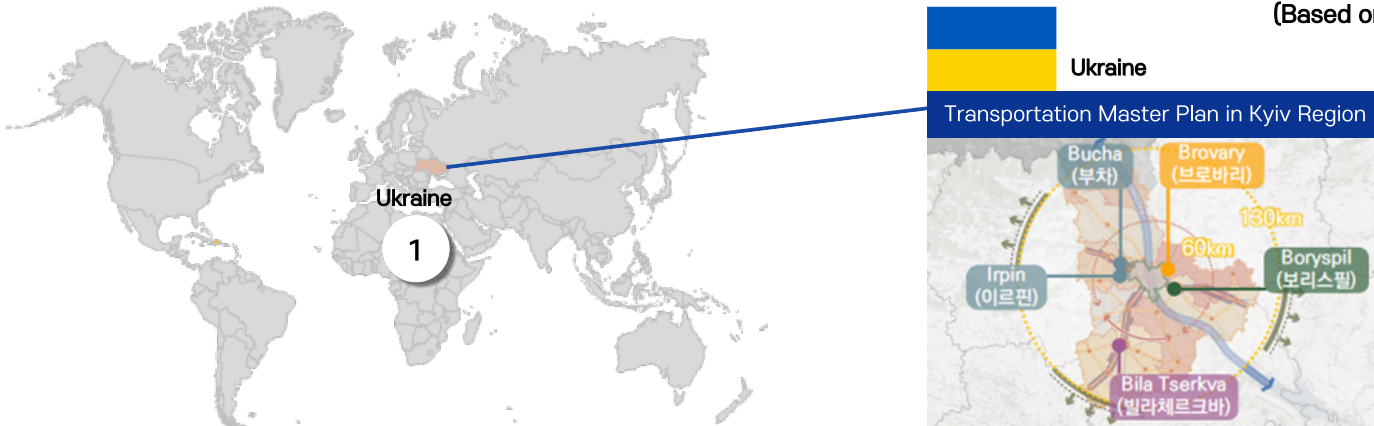 (Based o
Ukraine
Transportation Master Plan in Kyiv Region
Ukraine
1
Bucha
(부차)
Brovary
(브로바리)
130km
60km
Boryspil
(보리스필)
Irpin
(이르핀)
Bila Tserkva
(빌라체르크바)